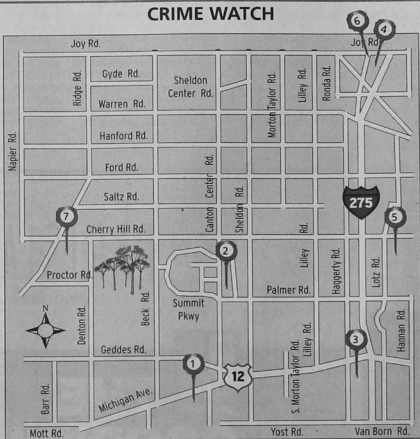 CRIME WATCH
6
4
Joy Rd.
Joy Rd.
Ridge Rd.
Gyde Rd.
Sheldon
Center Rd.
Morton Taylor Rd.
Lilley Rd.
Ronda Rd.
Warren Rd.
Napier Rd.
Hanford Rd.
Ford Rd.
Canton Center Rd.
Sheldon Rd.
Saltz Rd.
275
7
5
Cherry Hill Rd.
2
Lilley Rd.
Haggerty Rd.
Lotz Rd.
Proctor Rd.
Palmer Rd.
Beck Rd.
Summit
Pkwy
N
Denton Rd.
Hannan Rd.
3
Geddes Rd.
1
12
S. Morton Taylor Rd.
Lilley Rd.
Barr Rd.
Michigan Ave.
Mott Rd.
Yost Rd.
Van Born Rd.